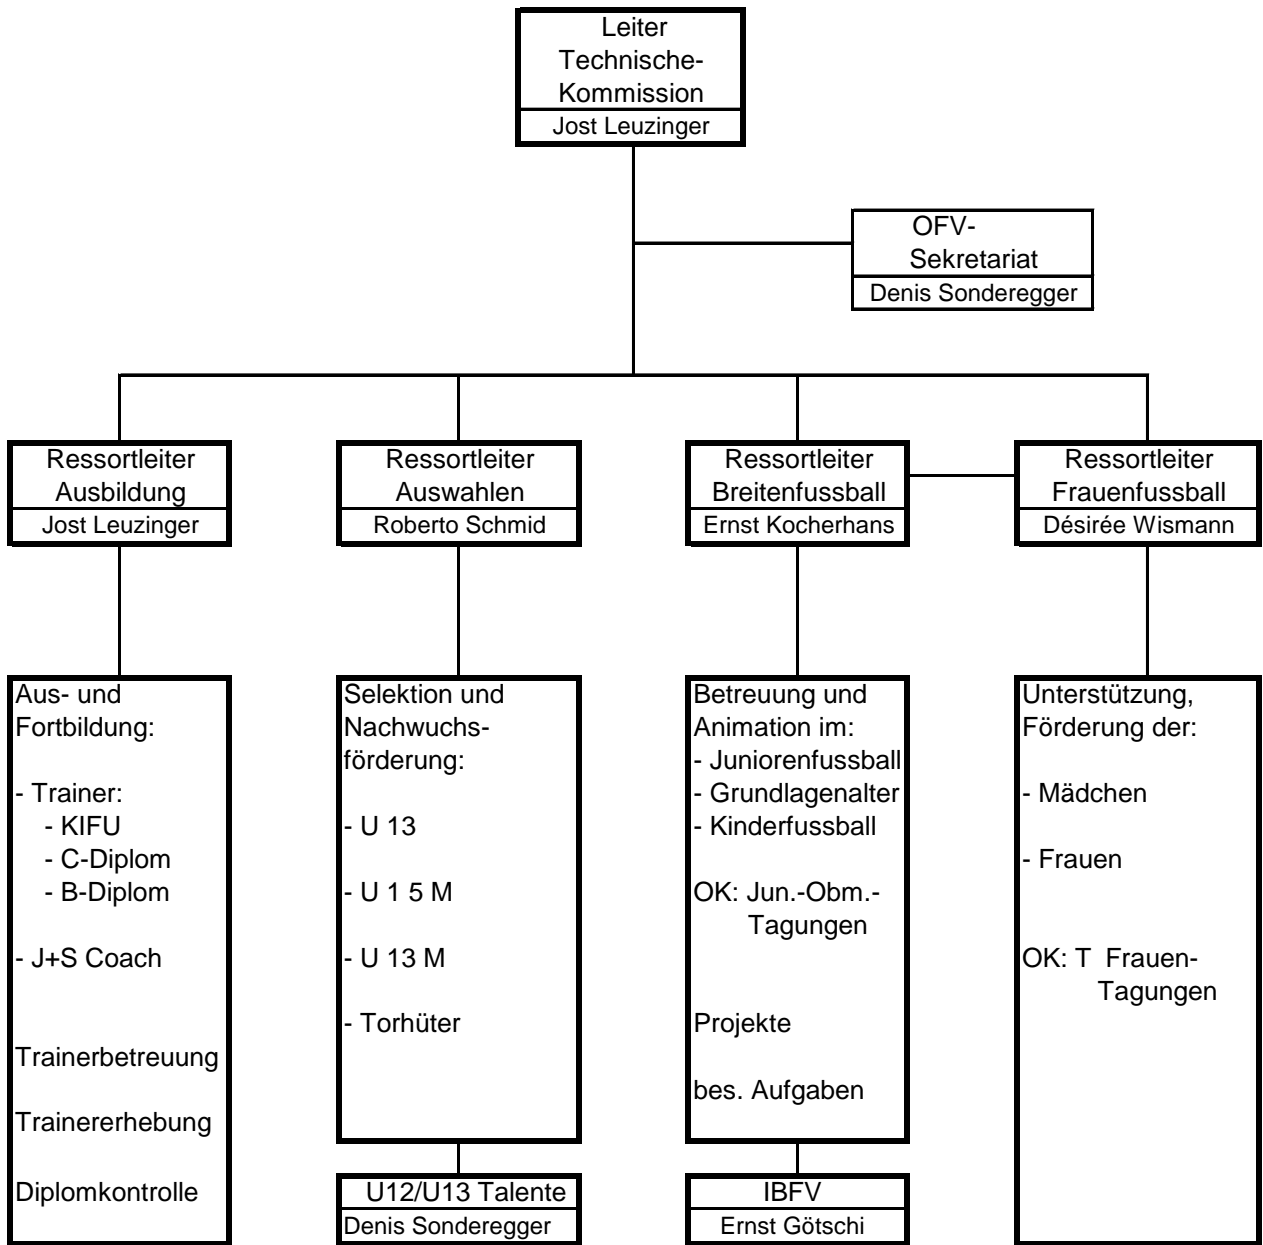 Leiter
Technische-
Kommission
Jost Leuzinger
OFV-
Sekretariat
Denis Sonderegger
Ressortleiter
Ausbildung
Jost Leuzinger
Ressortleiter
Auswahlen
Roberto Schmid
Ressortleiter
Breitenfussball
Ernst Kocherhans
Ressortleiter
Frauenfussball
Désirée Wismann
Aus- und
Fortbildung:
- Trainer:
- KIFU
- C-Diplom
- B-Diplom
- J+S Coach
Trainerbetreuung
Trainererhebung
Diplomkontrolle
Selektion und
Nachwuchs-
förderung:
- U 13
- U 1 5 M
- U 13 M
- Torhüter
U12/U13 Talente
Denis Sonderegger
Betreuung und
Animation im:
- Juniorenfussball
- Grundlagenalter
- Kinderfussball
OK: Jun.-Obm.-
Tagungen
Projekte
bes. Aufgaben
IBFV
Ernst Götschi
Unterstützung,
Förderung der:
- Mädchen
- Frauen
OK: T Frauen-
Tagungen